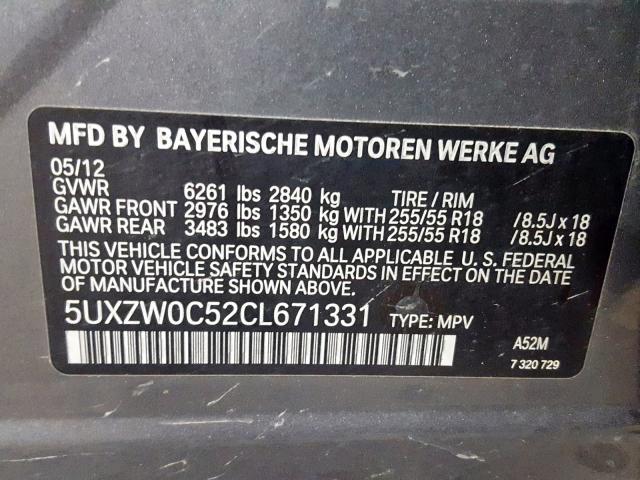 MFD BY BAYERISCHE MOTOREN WERKE AG
05/12
GVWR 6261 lbs 2840 kg TIRE / RIM
GAWR FRONT 2976 lbs 1350 kg WITH 255/55 R18 /8.5J x 18
GAWR REAR 3483 lbs 1580 kg WITH 255/55 R18 /8.5J x 18
THIS VEHICLE CONFORMS TO ALL APPLICABLE U. S. FEDERAL
MOTOR VEHICLE SAFETY STANDARDS IN EFFECT ON THE
DATE OF MANUFACTURE SHOWN ABOVE.
5UXZW0C52CL671331 TYPE: MPV
A52M
7 320 729